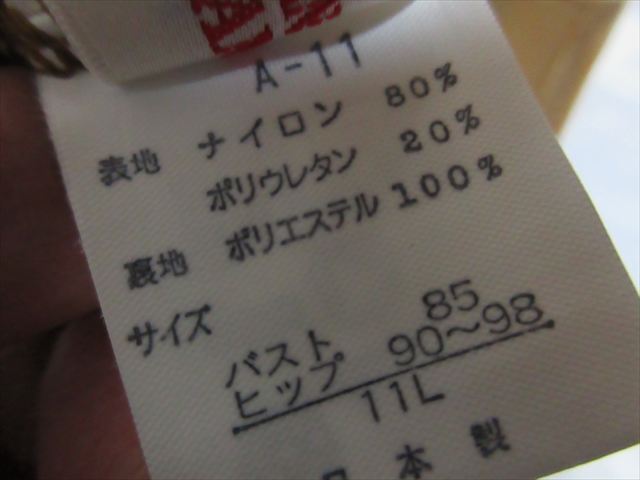 A-11
表地 ナイロン 80%
ポリウレタン 20%
裏地 ポリエステル 100%
サイズ
バスト 85
ヒップ 90〜98
11L
日本製